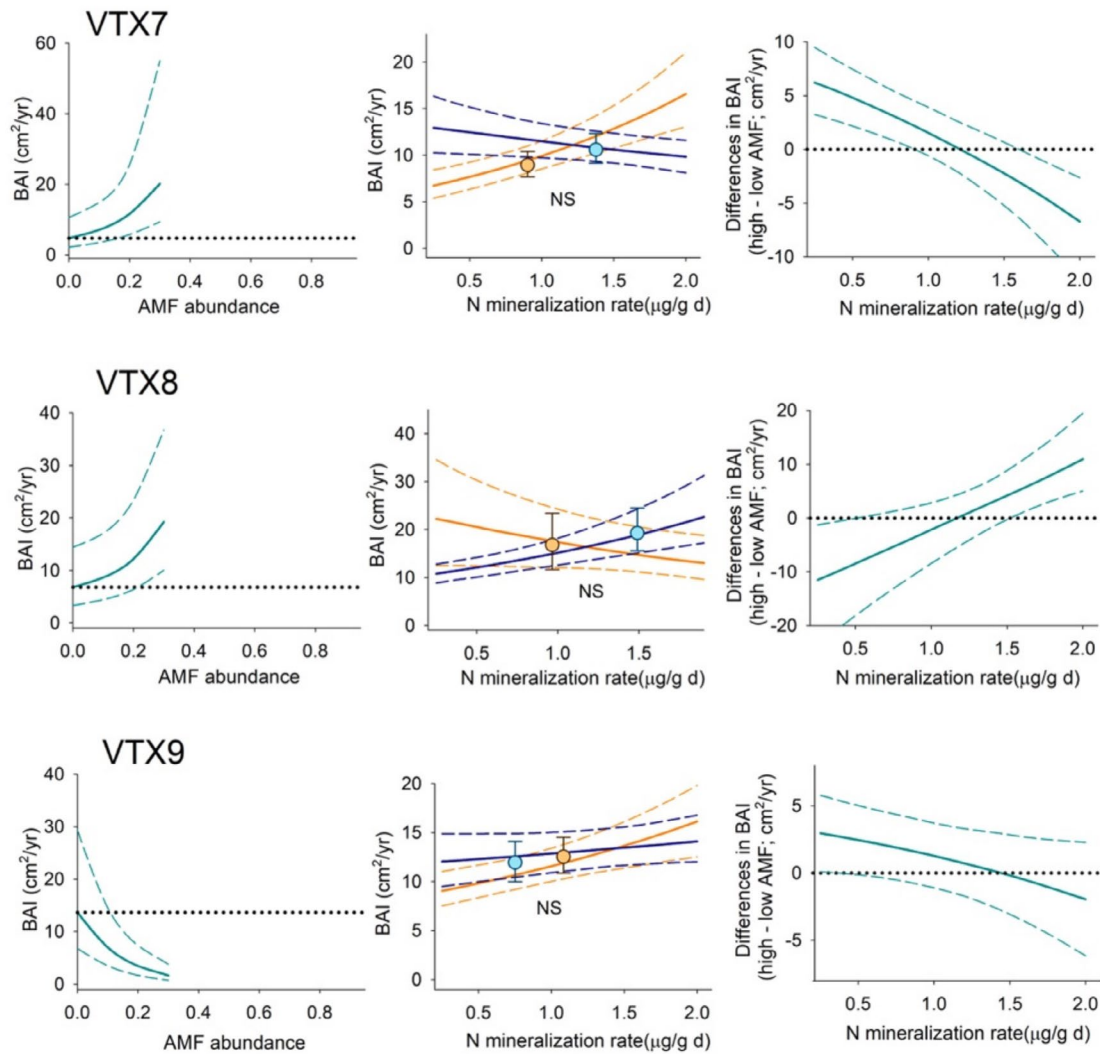 VTX7
BAI (cm²/yr)
60
40
20
0
0.0 0.2 0.4 0.6 0.8
AMF abundance
BAI (cm²/yr)
20
15
10
5
0
NS
0.5 1.0 1.5 2.0
N mineralization rate(μg/g d)
Differences in BAI
(high - low AMF; cm²/yr)
10
5
0
-5
-10
0.5 1.0 1.5 2.0
N mineralization rate(μg/g d)
VTX8
BAI (cm²/yr)
40
30
20
10
0
0.0 0.2 0.4 0.6 0.8
AMF abundance
BAI (cm²/yr)
40
30
20
10
0
NS
0.5 1.0 1.5
N mineralization rate(μg/g d)
Differences in BAI
(high - low AMF; cm²/yr)
20
10
0
-10
-20
0.5 1.0 1.5 2.0
N mineralization rate(μg/g d)
VTX9
BAI (cm²/yr)
40
30
20
10
0
0.0 0.2 0.4 0.6 0.8
AMF abundance
BAI (cm²/yr)
20
15
10
5
0
NS
0.5 1.0 1.5 2.0
N mineralization rate(μg/g d)
Differences in BAI
(high - low AMF; cm²/yr)
5
0
-5
0.5 1.0 1.5 2.0
N mineralization rate(μg/g d)